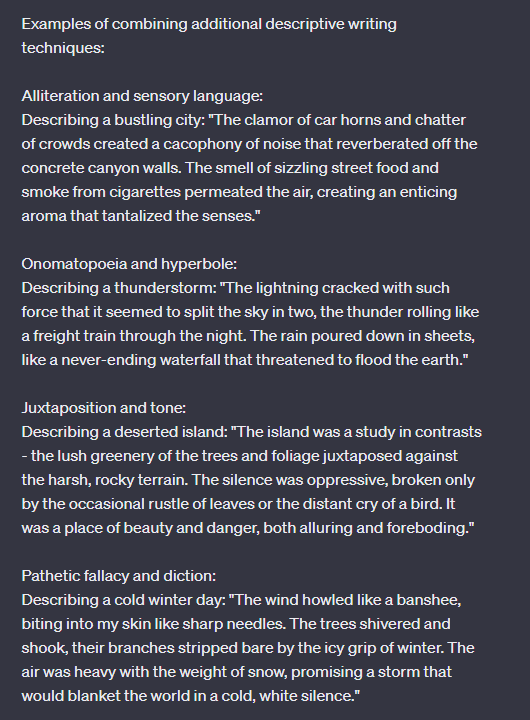 Examples of combining additional descriptive writing
techniques:
Alliteration and sensory language:
Describing a bustling city: "The clamor of car horns and chatter
of crowds created a cacophony of noise that reverberated off the
concrete canyon walls. The smell of sizzling street food and
smoke from cigarettes permeated the air, creating an enticing
aroma that tantalized the senses."
Onomatopoeia and hyperbole:
Describing a thunderstorm: "The lightning cracked with such
force that it seemed to split the sky in two, the thunder rolling like
a freight train through the night. The rain poured down in sheets,
like a never-ending waterfall that threatened to flood the earth."
Juxtaposition and tone:
Describing a deserted island: "The island was a study in contrasts
- the lush greenery of the trees and foliage juxtaposed against
the harsh, rocky terrain. The silence was oppressive, broken only
by the occasional rustle of leaves or the distant cry of a bird. It
was a place of beauty and danger, both alluring and foreboding."
Pathetic fallacy and diction:
Describing a cold winter day: "The wind howled like a banshee,
biting into my skin like sharp needles. The trees shivered and
shook, their branches stripped bare by the icy grip of winter. The
air was heavy with the weight of snow, promising a storm that
would blanket the world in a cold, white silence."